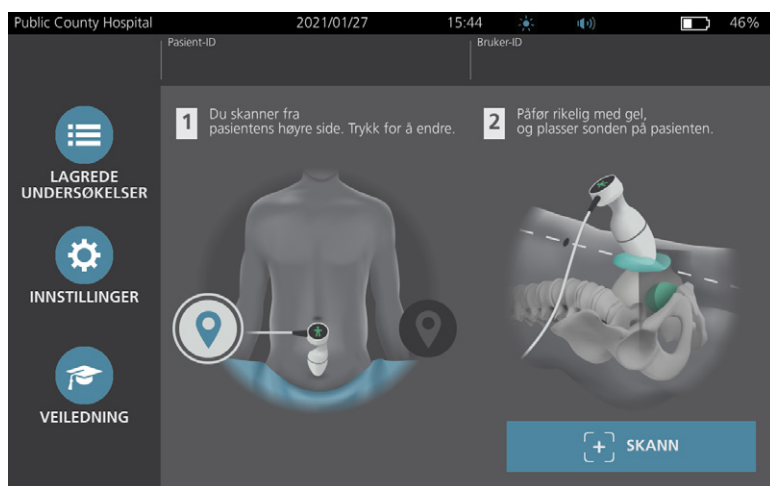 Public County Hospital 2021/01/27 15:44 46%
Pasient-ID Bruker-ID
1 Du skanner fra
pasientens høyre side. Trykk for å endre.
2 Påfør rikelig med gel,
og plasser sonden på pasienten.
LAGREDE
UNDERSØKELSER
INNSTILLINGER
VEILEDNING
SKANN